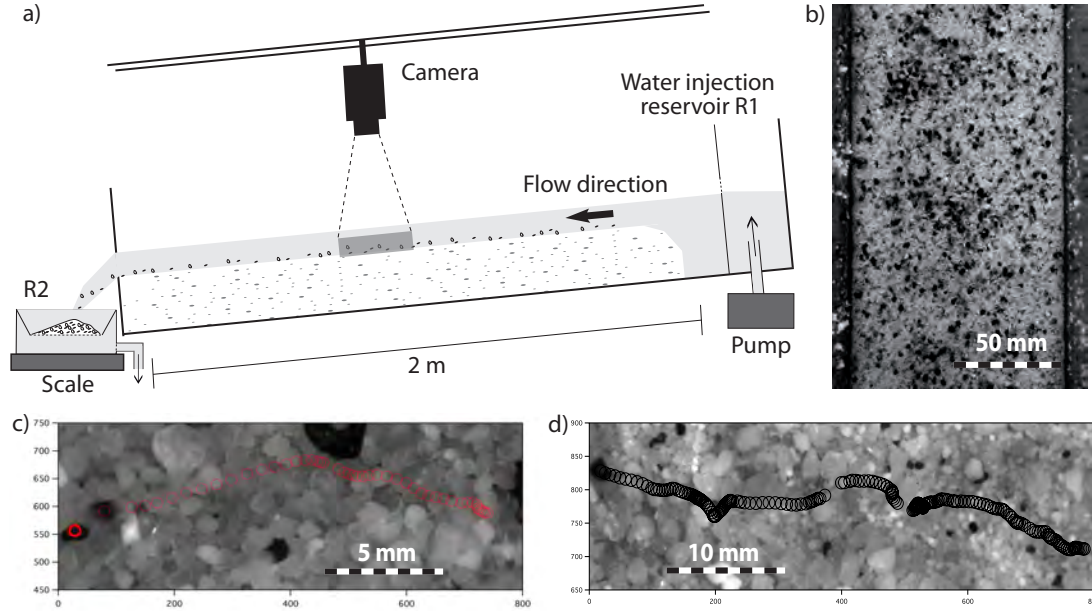 a)
Camera
Water injection
reservoir R1
Flow direction
R2
Scale
2 m
Pump
b)
50 mm
c)
750
700
650
600
550
500
450
0
200
400
600
800
5 mm
d)
900
850
800
750
700
650
0
200
400
600
10 mm